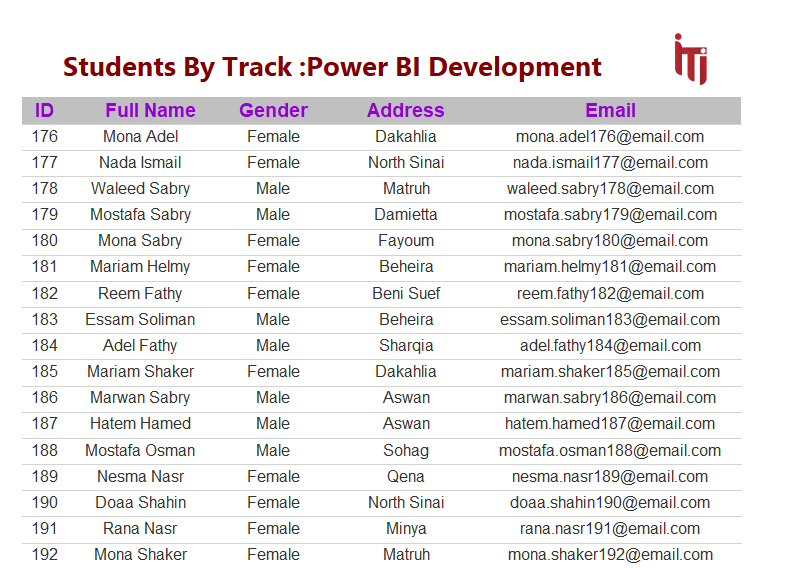 Students By Track :Power BI Development
iTi
ID Full Name Gender Address Email
176 Mona Adel Female Dakahlia mona.adel176@email.com
177 Nada Ismail Female North Sinai nada.ismail177@email.com
178 Waleed Sabry Male Matruh waleed.sabry178@email.com
179 Mostafa Sabry Male Damietta mostafa.sabry179@email.com
180 Mona Sabry Female Fayoum mona.sabry180@email.com
181 Mariam Helmy Female Beheira mariam.helmy181@email.com
182 Reem Fathy Female Beni Suef reem.fathy182@email.com
183 Essam Soliman Male Beheira essam.soliman183@email.com
184 Adel Fathy Male Sharqia adel.fathy184@email.com
185 Mariam Shaker Female Dakahlia mariam.shaker185@email.com
186 Marwan Sabry Male Aswan marwan.sabry186@email.com
187 Hatem Hamed Male Aswan hatem.hamed187@email.com
188 Mostafa Osman Male Sohag mostafa.osman188@email.com
189 Nesma Nasr Female Qena nesma.nasr189@email.com
190 Doaa Shahin Female North Sinai doaa.shahin190@email.com
191 Rana Nasr Female Minya rana.nasr191@email.com
192 Mona Shaker Female Matruh mona.shaker192@email.com